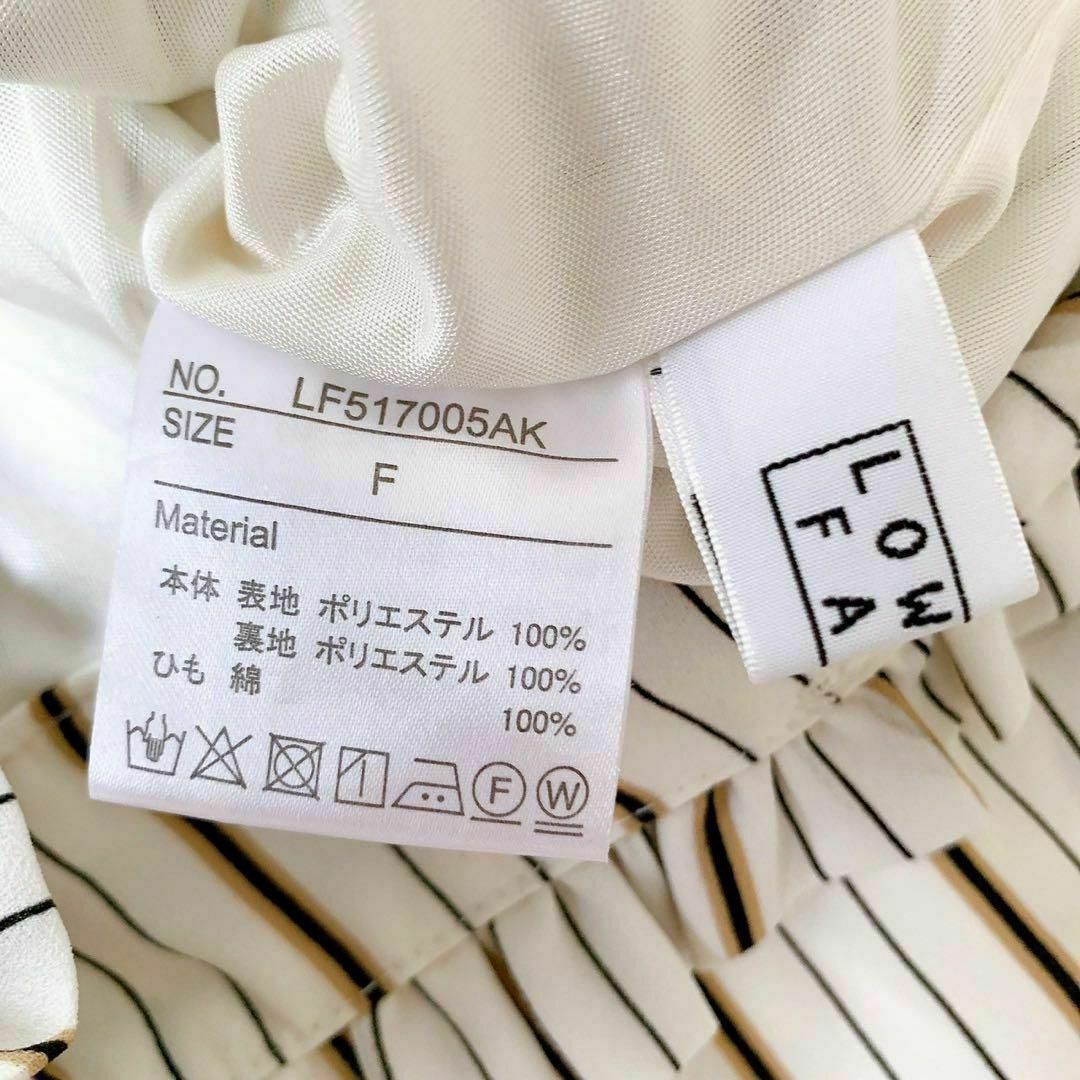 NO. LF517005AK
SIZE
F
Material
本体 表地 ポリエステル 100%
裏地 ポリエステル 100%
ひも 綿 100%
F W
LOW
FA